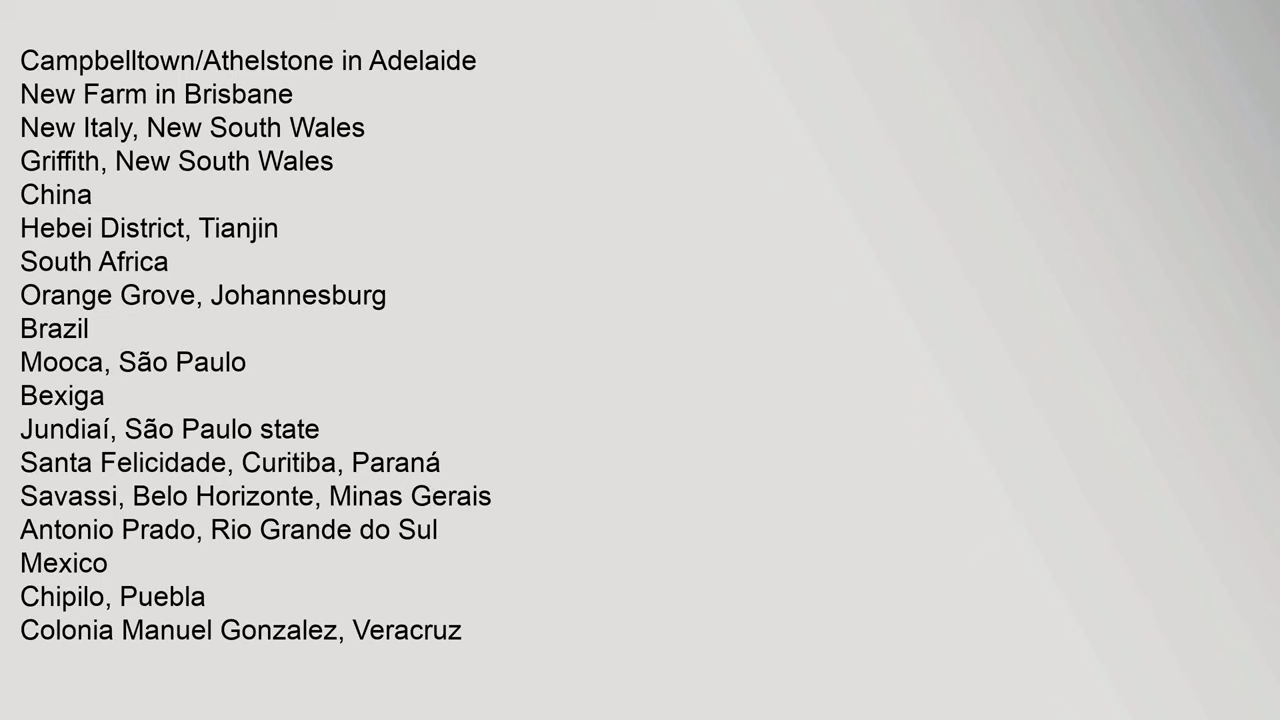 Campbelltown/Athelstone in Adelaide
New Farm in Brisbane
New Italy, New South Wales
Griffith, New South Wales
China
Hebei District, Tianjin
South Africa
Orange Grove, Johannesburg
Brazil
Mooca, São Paulo
Bexiga
Jundiaí, São Paulo state
Santa Felicidade, Curitiba, Paraná
Savassi, Belo Horizonte, Minas Gerais
Antonio Prado, Rio Grande do Sul
Mexico
Chipilo, Puebla
Colonia Manuel Gonzalez, Veracruz